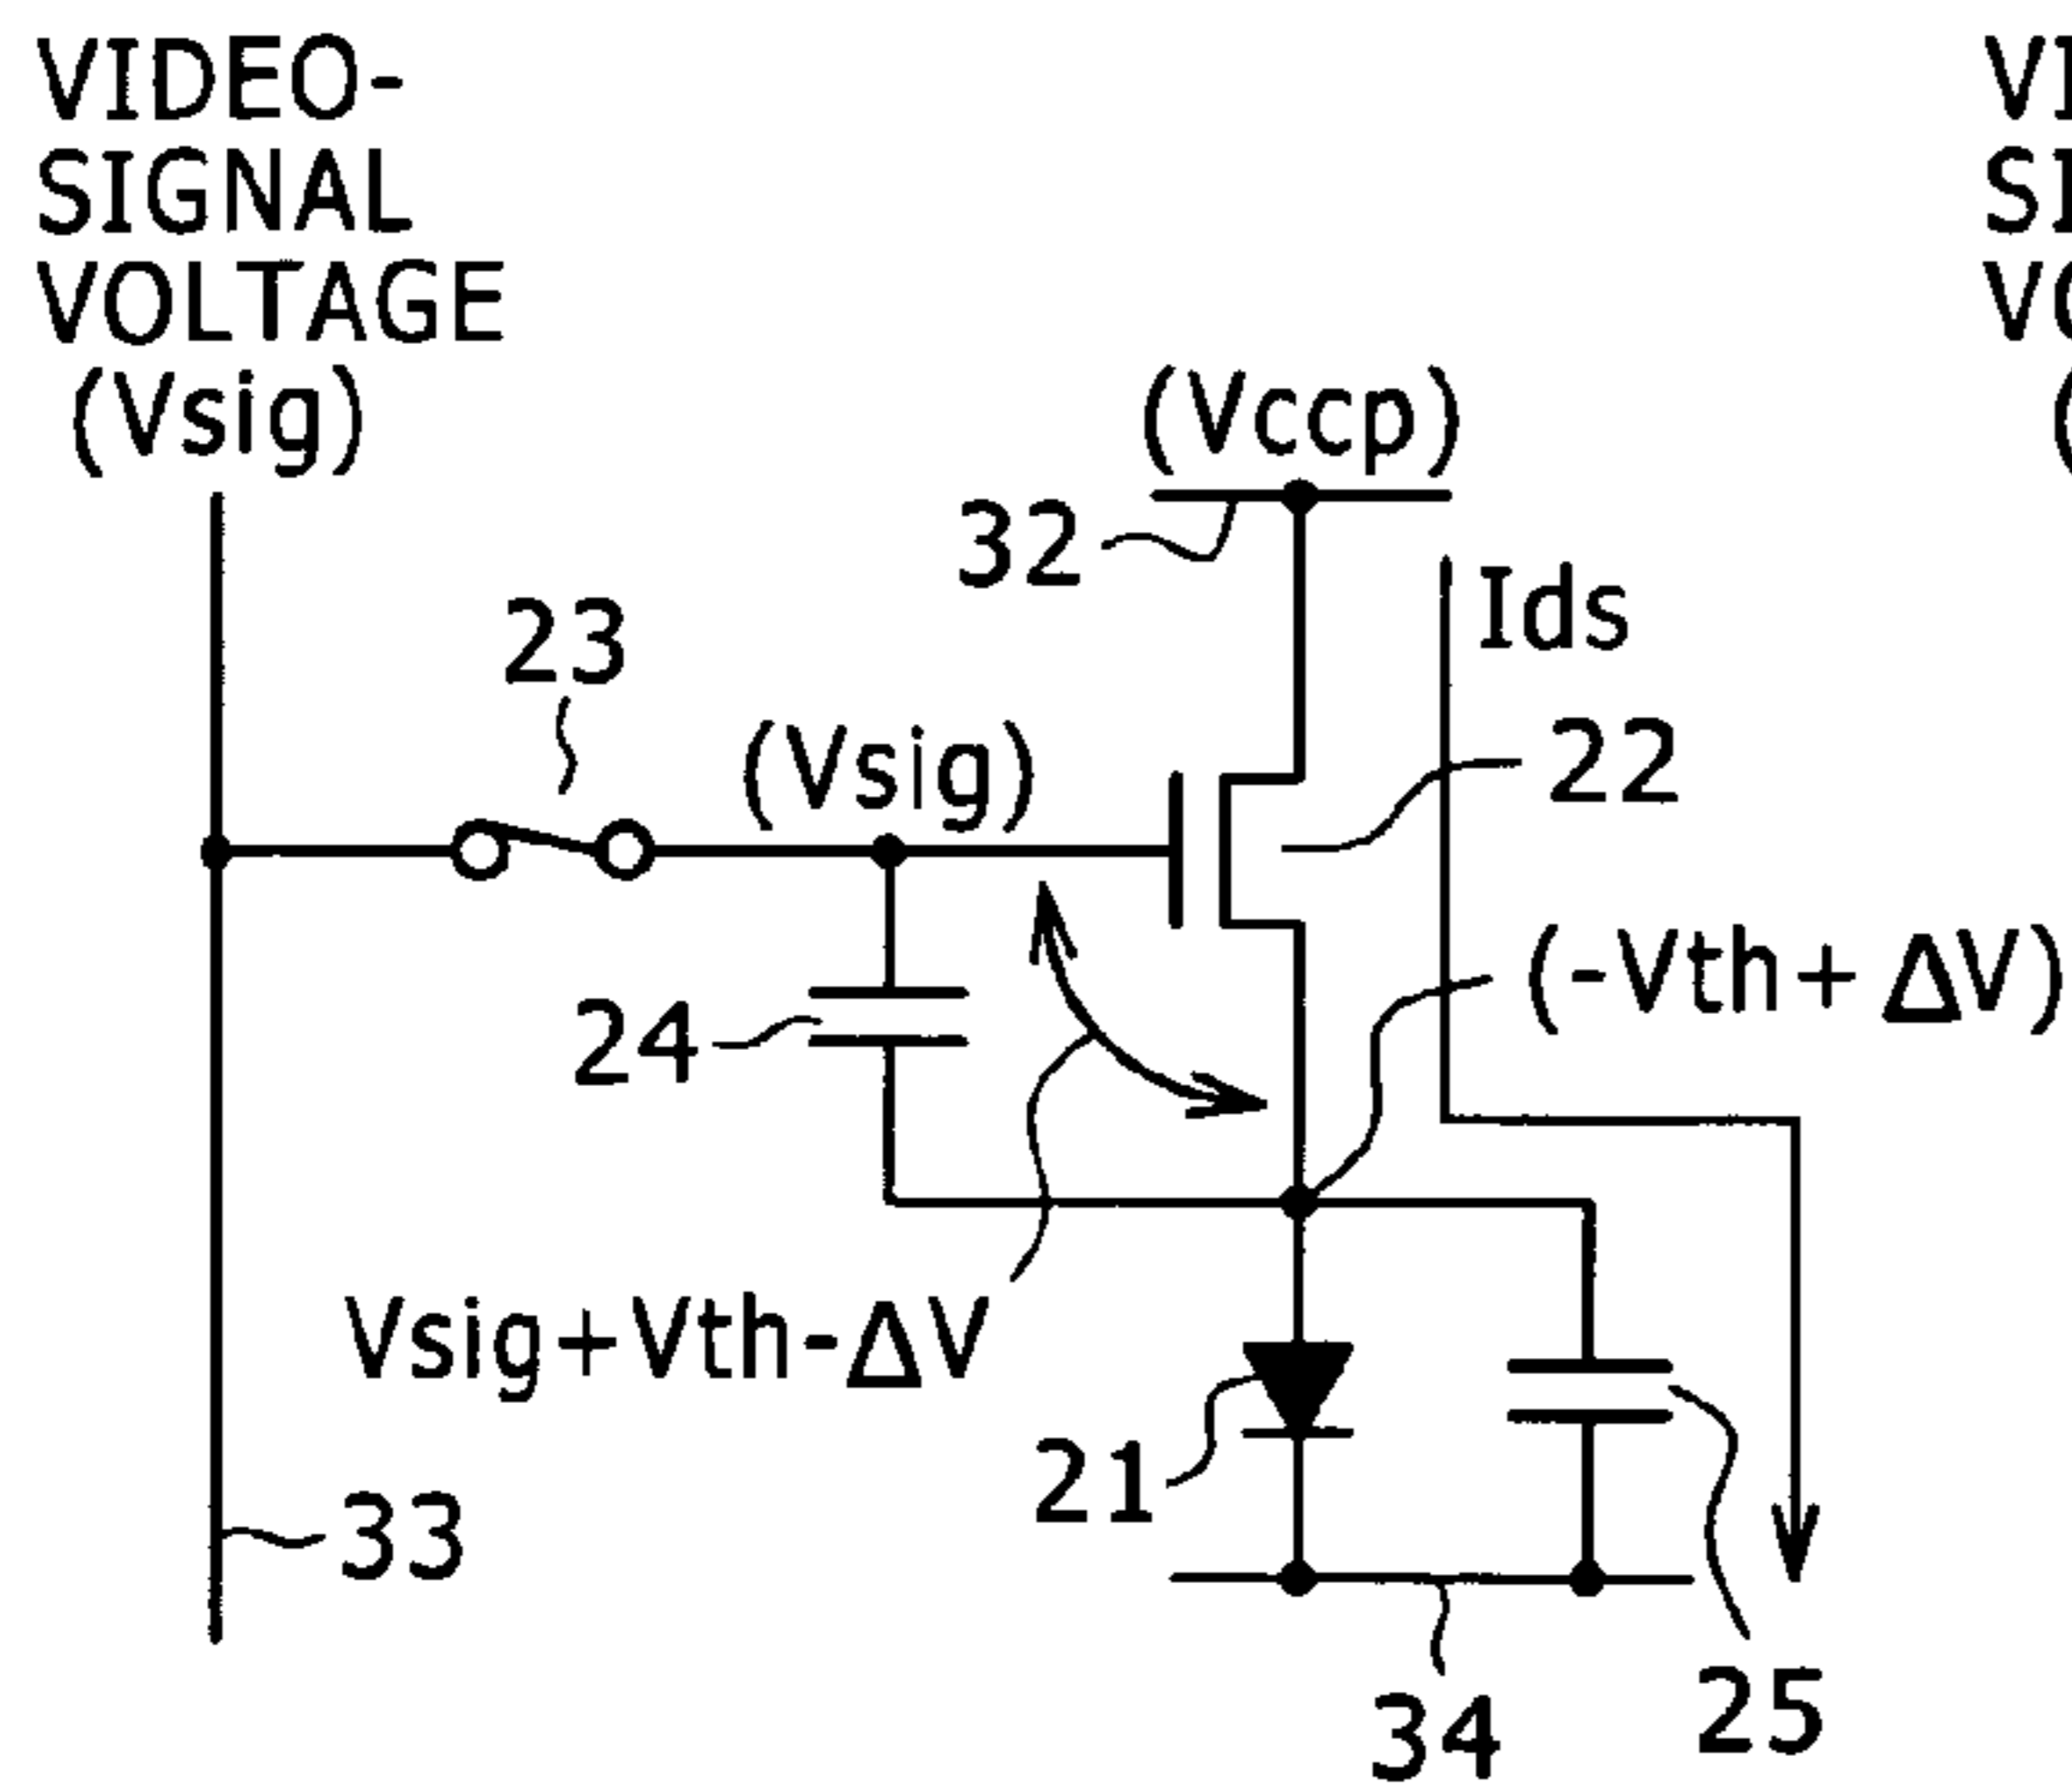 VIDEO-
SIGNAL
VOLTAGE
(Vsig)
(Vccp)
32
Ids
23
(Vsig)
22
(-Vth+ΔV)
24
Vsig+Vth-ΔV
21
33
34
25